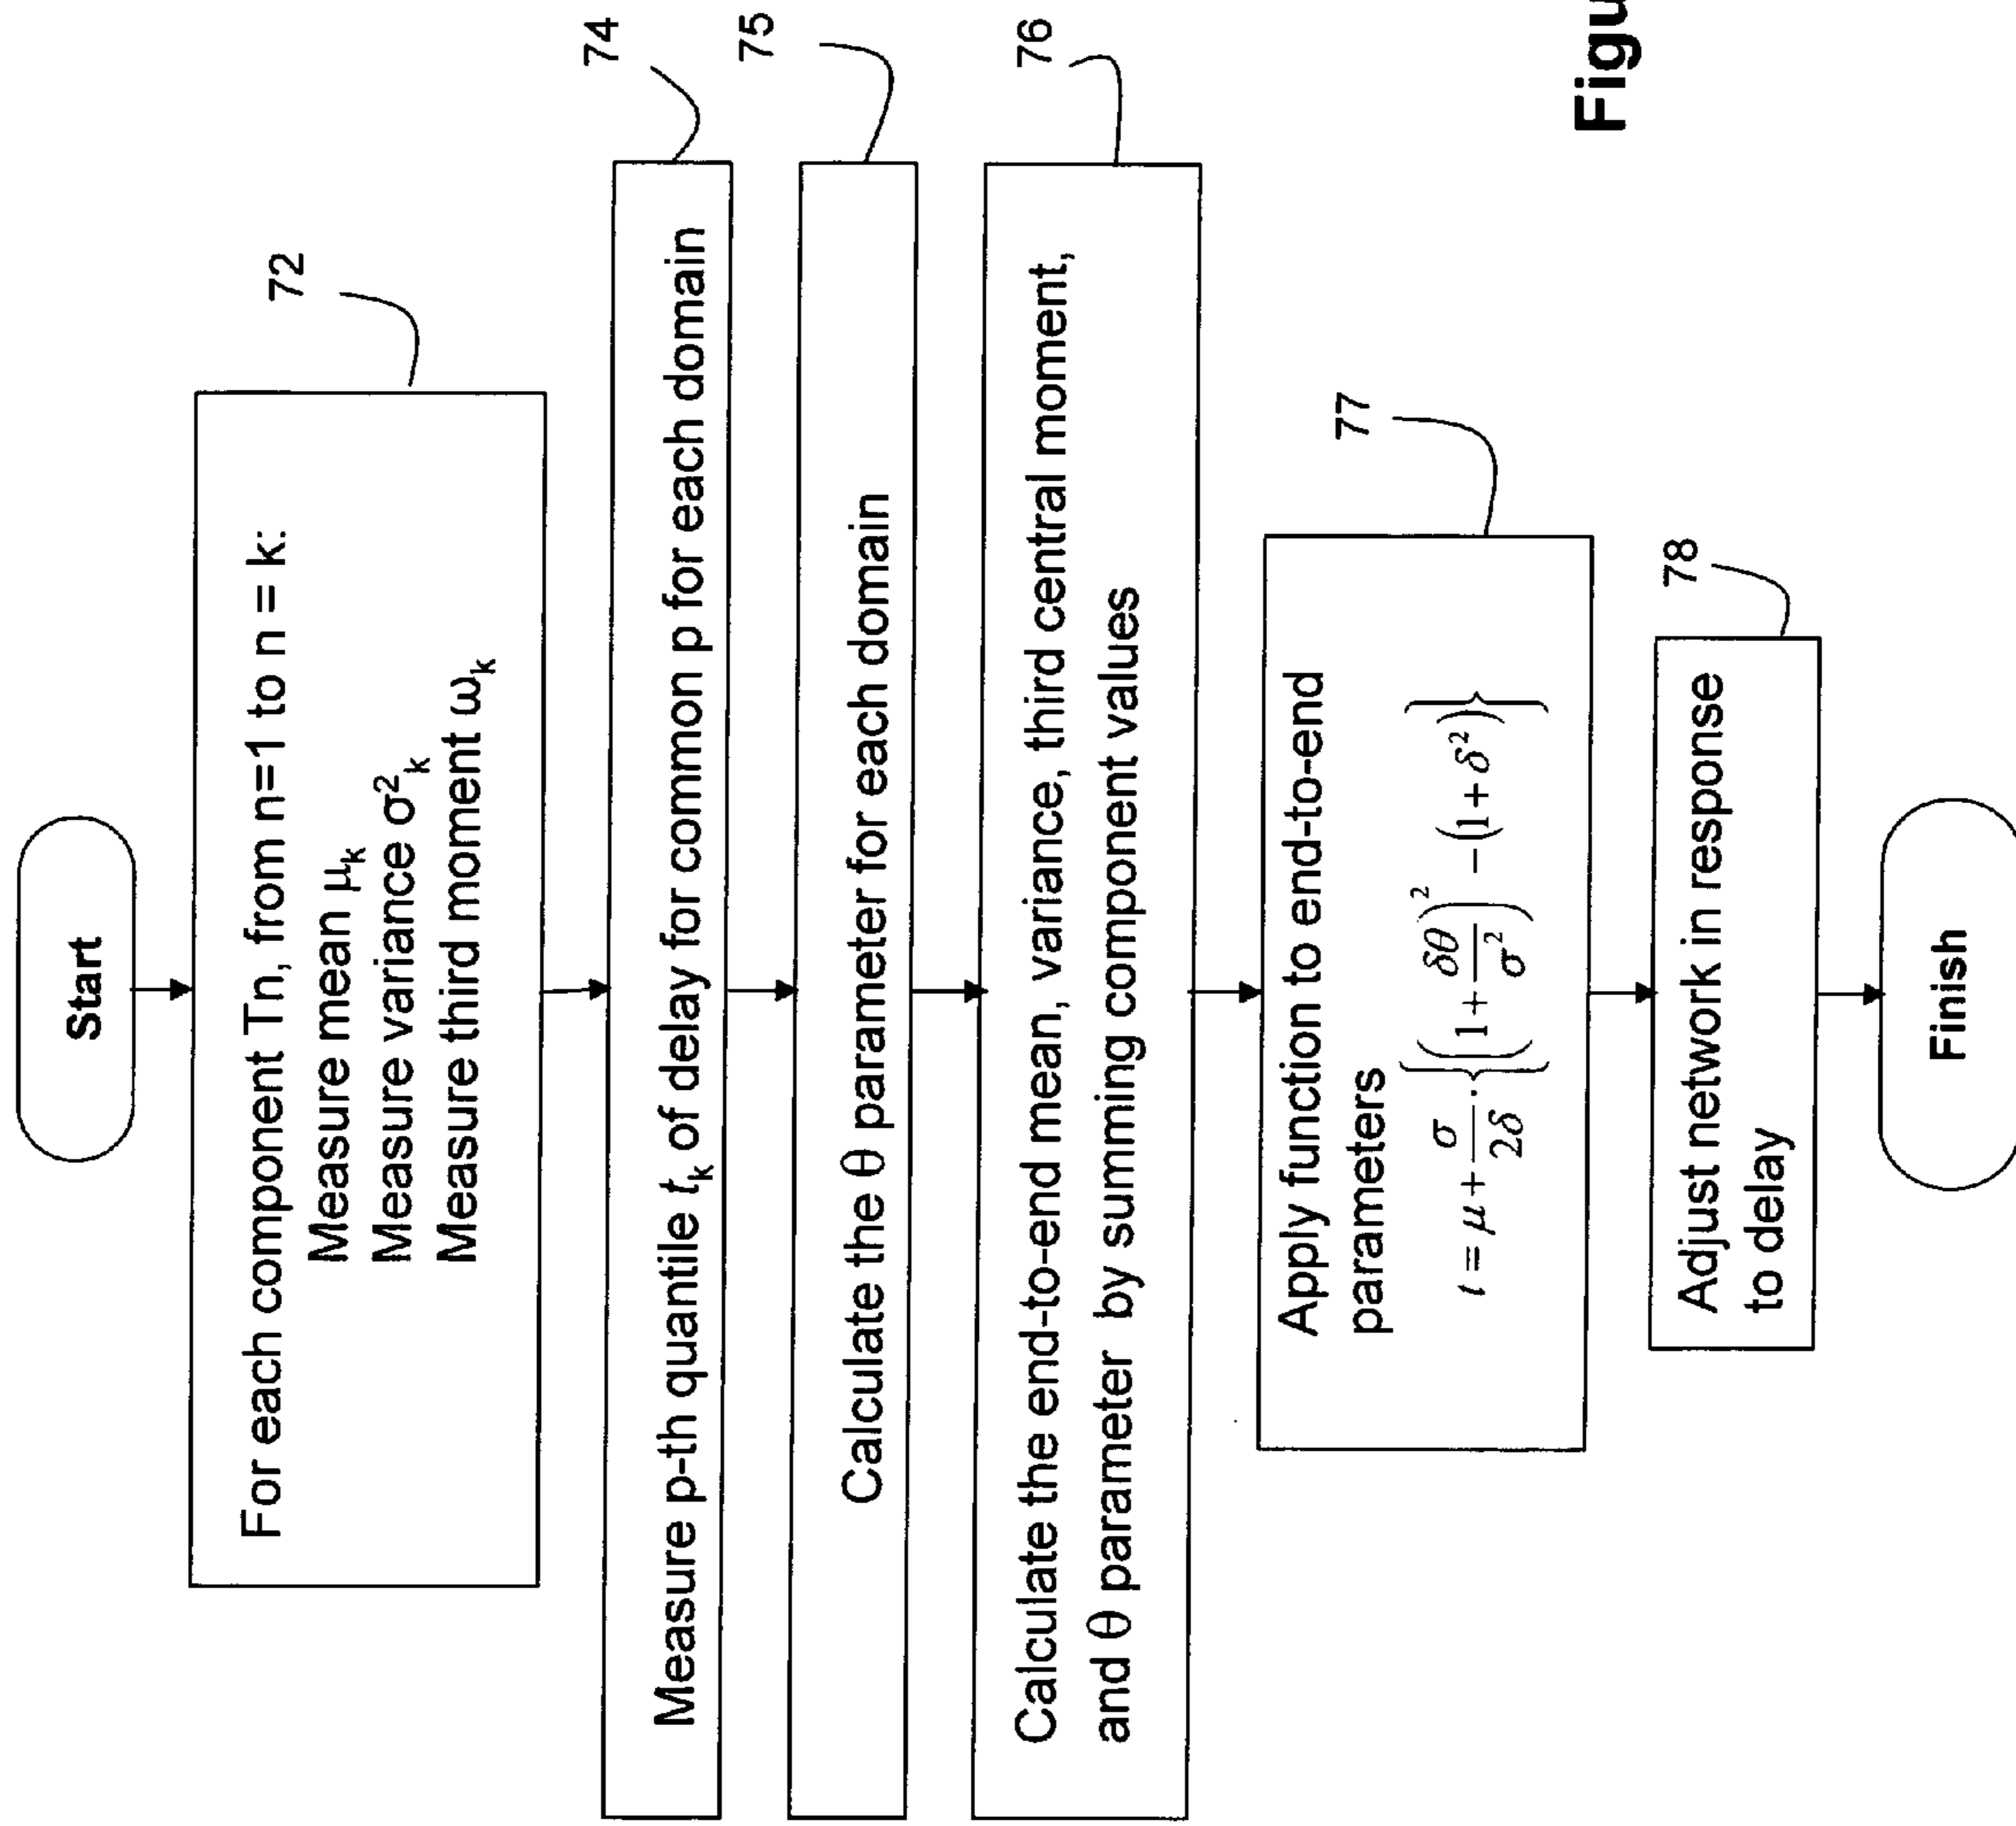 Start
For each component Tn, from n=1 to n = k:
Measure mean μk
Measure variance σ²k
Measure third moment ωk
72
Measure p-th quantile tk of delay for common p for each domain
74
Calculate the θ parameter for each domain
75
Calculate the end-to-end mean, variance, third central moment,
and θ parameter by summing component values
76
Apply function to end-to-end
parameters
t = μ + σ/2δ · {(1 + δθ/σ²)² − (1 + δ²)}
77
Adjust network in response
to delay
78
Finish